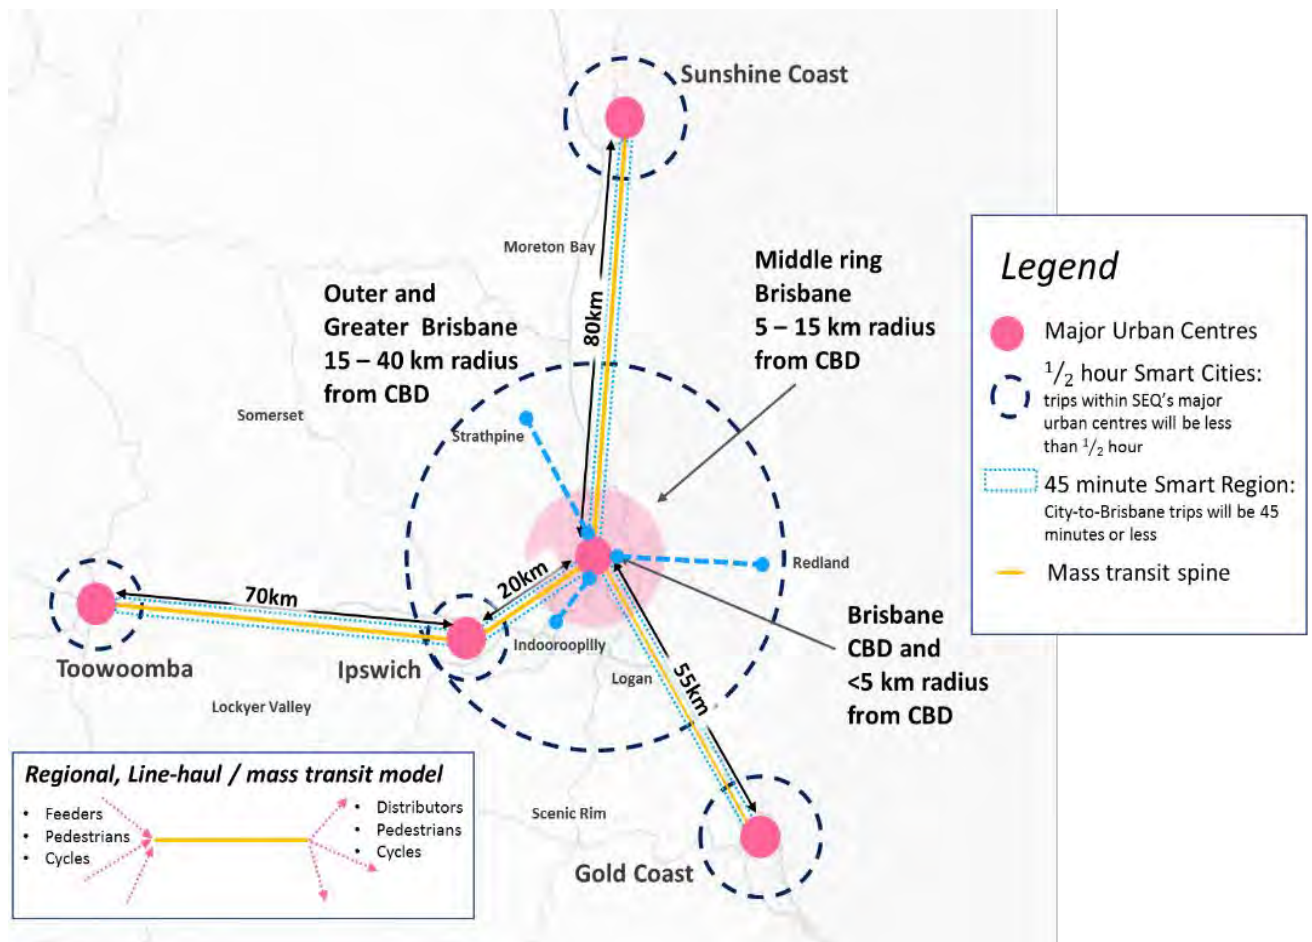 Sunshine Coast
Moreton Bay
80km
Middle ring
Brisbane
5 – 15 km radius
from CBD
Outer and
Greater Brisbane
15 – 40 km radius
from CBD
Somerset
Strathpine
Redland
20km
70km
Toowoomba
Ipswich
Indooroopilly
Logan
55km
Lockyer Valley
Brisbane
CBD and
<5 km radius
from CBD
Scenic Rim
Gold Coast
Legend
Major Urban Centres
1/2 hour Smart Cities:
trips within SEQ's major
urban centres will be less
than 1/2 hour
45 minute Smart Region:
City-to-Brisbane trips will be 45
minutes or less
Mass transit spine
Regional, Line-haul / mass transit model
• Feeders
• Pedestrians
• Cycles
• Distributors
• Pedestrians
• Cycles